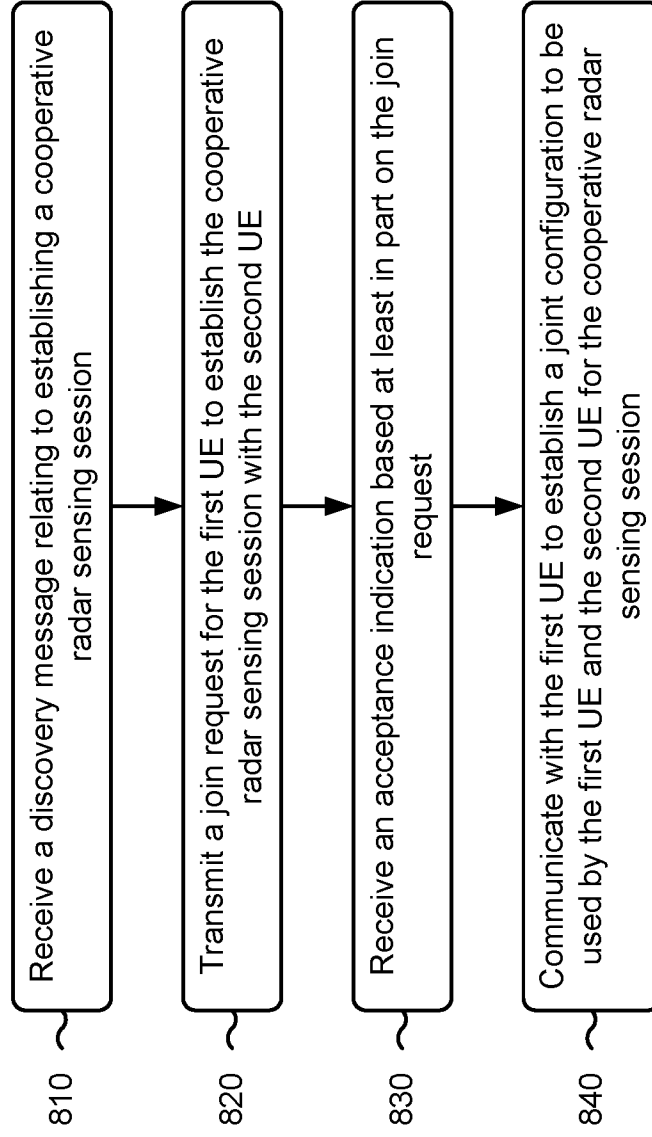 810
Receive a discovery message relating to establishing a cooperative
radar sensing session
820
Transmit a join request for the first UE to establish the cooperative
radar sensing session with the second UE
830
Receive an acceptance indication based at least in part on the join
request
840
Communicate with the first UE to establish a joint configuration to be
used by the first UE and the second UE for the cooperative radar
sensing session